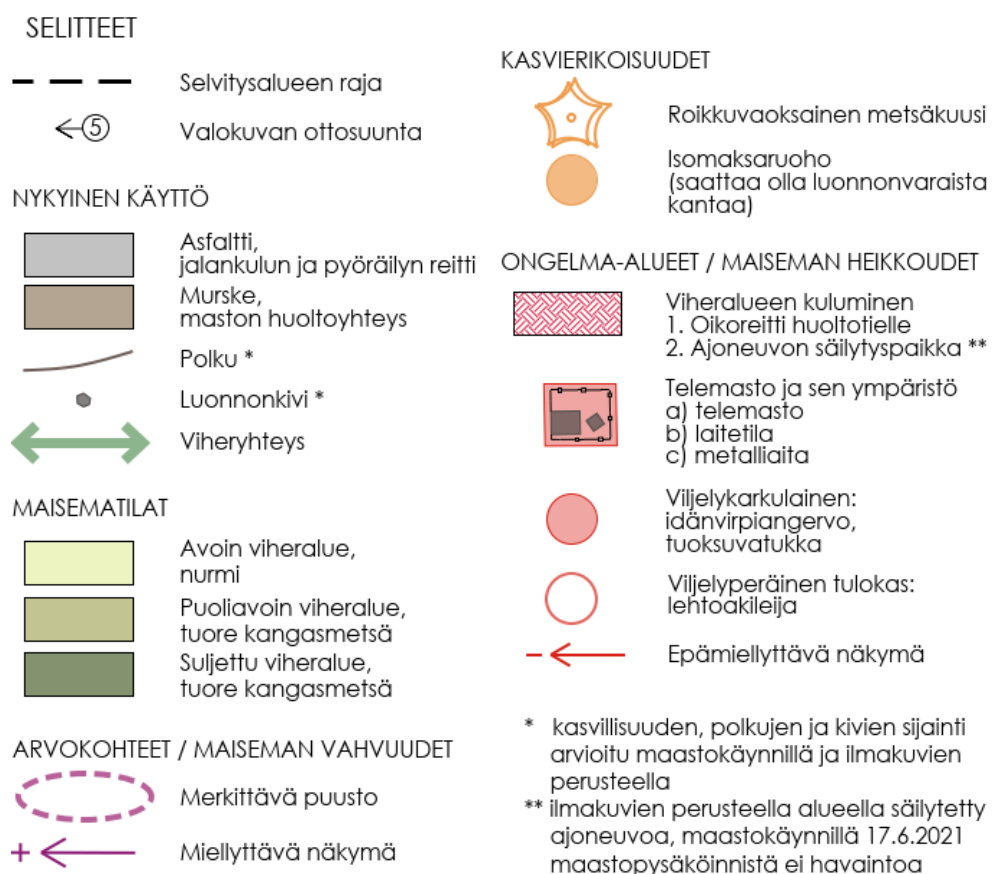 SELITTEET
Selvitysalueen raja
5
Valokuvan ottosuunta
NYKYINEN KÄYTTÖ
Asfaltti,
jalankulun ja pyöräilyn reitti
Murske,
maston huoltoyhteys
Polku *
Luonnonkivi *
Viheryhteys
MAISEMATILAT
Avoin viheralue,
nurmi
Puoliavoin viheralue,
tuore kangasmetsä
Suljettu viheralue,
tuore kangasmetsä
ARVOKOHTEET / MAISEMAN VAHVUUDET
Merkittävä puusto
+
Miellyttävä näkymä
KASVIERIKOISUUDET
Roikkuvaoksainen metsäkuusi
Isomaksaruoho
(saattaa olla luonnonvaraista
kantaa)
ONGELMA-ALUEET / MAISEMAN HEIKKOUDET
Viheralueen kuluminen
1. Oikoreitti huoltotielle
2. Ajoneuvon säilytyspaikka **
Telemasto ja sen ympäristö
a) telemasto
b) laitetila
c) metalliaita
Viljelykarkulainen:
idänvirpiangervo,
tuoksuvatukka
Viljelyperäinen tulokas:
lehtoakileija
-
Epämiellyttävä näkymä
* kasvillisuuden, polkujen ja kivien sijainti
arvioitu maastokäynnillä ja ilmakuvien
perusteella
** ilmakuvien perusteella alueella säilytetty
ajoneuvoa, maastokäynnillä 17.6.2021
maastopysäköinnistä ei havaintoa